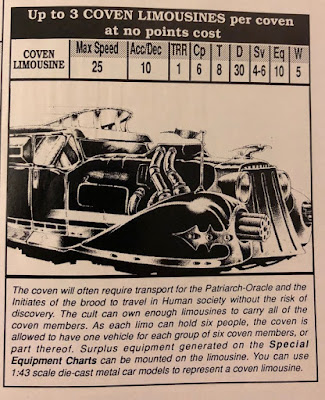 Up to 3 COVEN LIMOUSINES per coven
at no points cost
COVEN LIMOUSINE Max Speed Acc/Dec TRR Cp T D Sv Eq W
25 10 1 6 8 30 4-6 10 5
The coven will often require transport for the Patriarch-Oracle and the
Initiates of the brood to travel in Human society without the risk of
discovery. The cult can own enough limousines to carry all of the
coven members. As each limo can hold six people, the coven is
allowed to have one vehicle for each group of six coven members, or
part thereof. Surplus equipment generated on the Special
Equipment Charts can be mounted on the limousine. You can use
1:43 scale die-cast metal car models to represent a coven limousine.